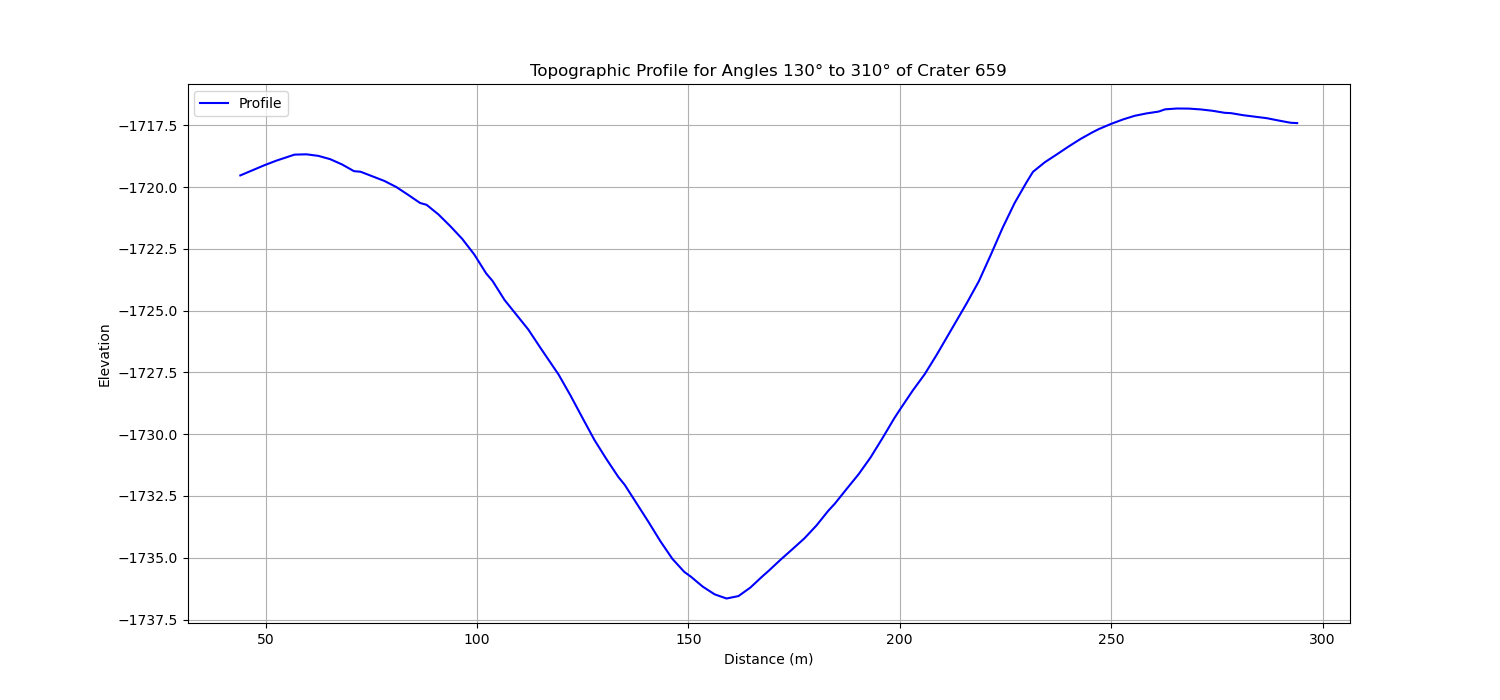 Topographic Profile for Angles 130° to 310° of Crater 659
Profile
−1717.5
−1720.0
−1722.5
−1725.0
−1727.5
−1730.0
−1732.5
−1735.0
−1737.5
Elevation
50 100 150 200 250 300
Distance (m)